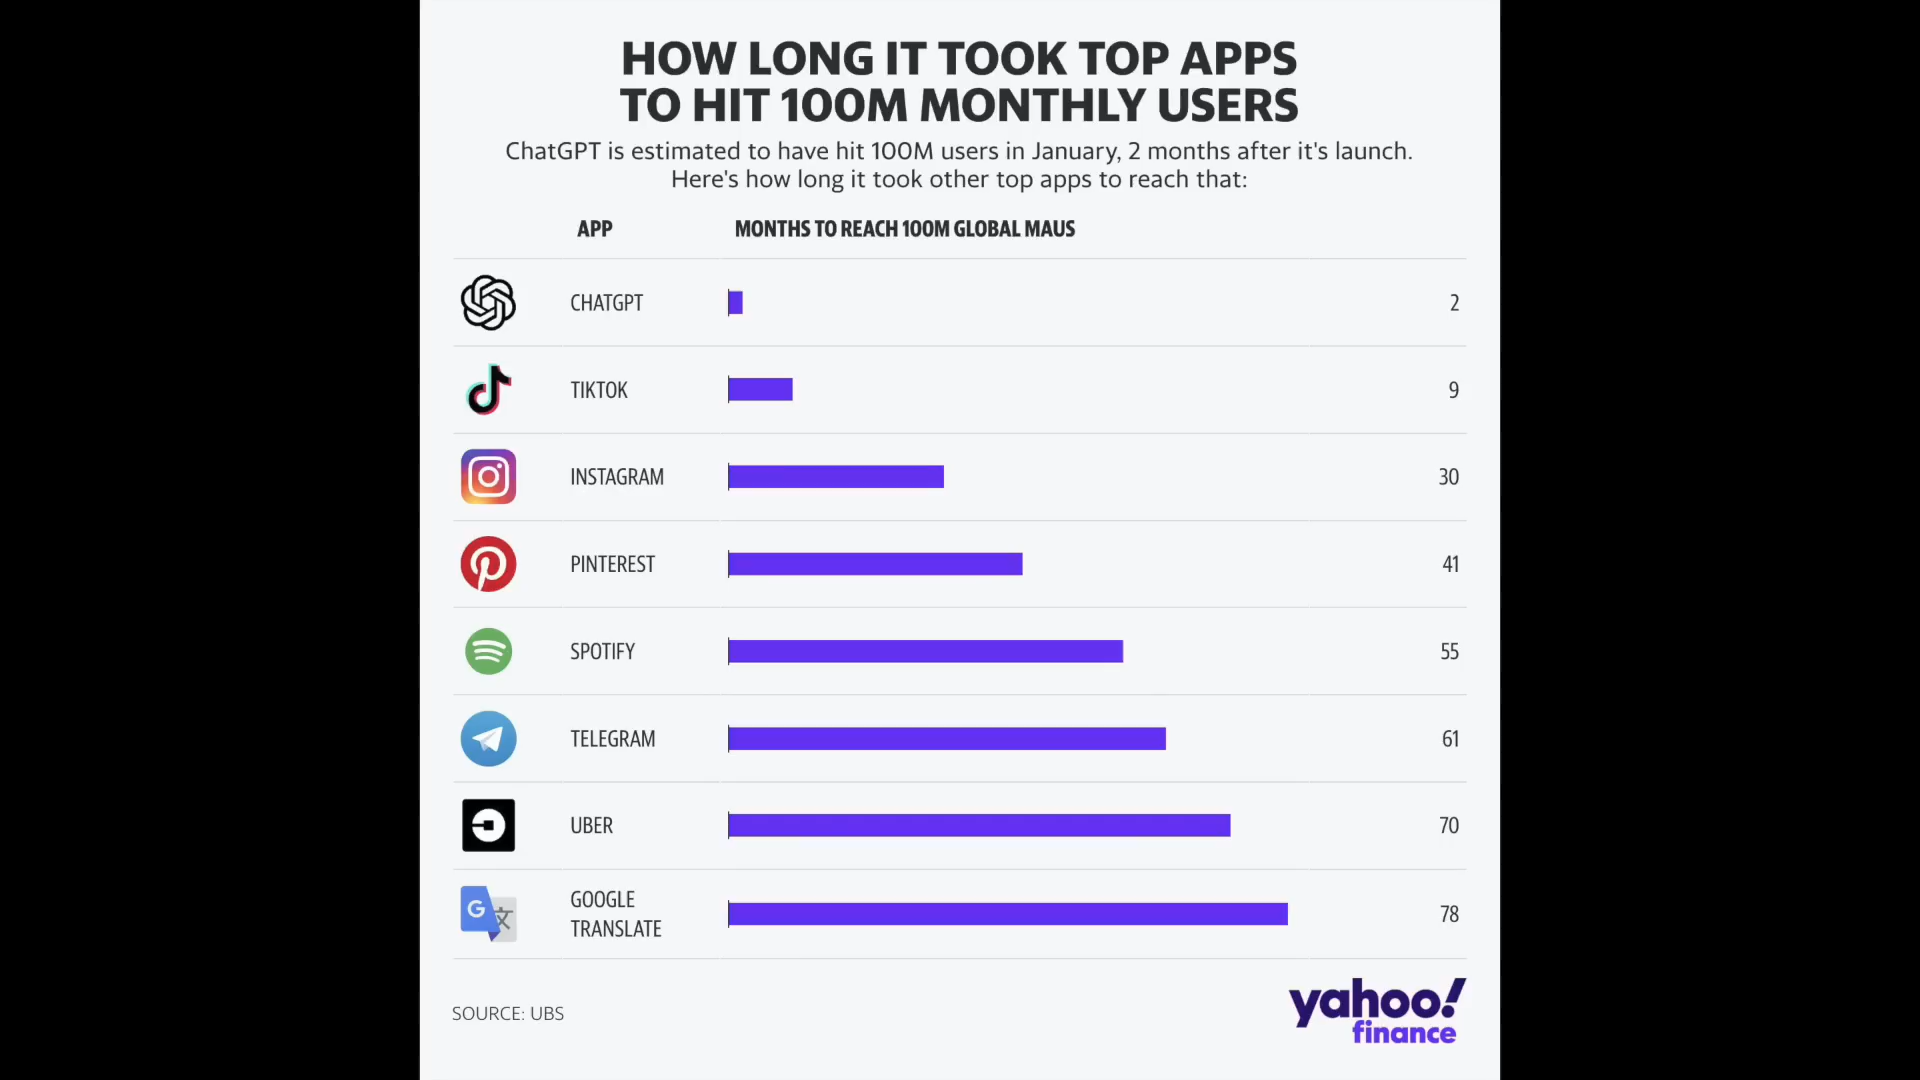 HOW LONG IT TOOK TOP APPS
TO HIT 100M MONTHLY USERS
ChatGPT is estimated to have hit 100M users in January, 2 months after it's launch.
Here's how long it took other top apps to reach that:
APP MONTHS TO REACH 100M GLOBAL MAUS
CHATGPT 2
TIKTOK 9
INSTAGRAM 30
PINTEREST 41
SPOTIFY 55
TELEGRAM 61
UBER 70
G 文
GOOGLE
TRANSLATE 78
SOURCE: UBS
yahoo!
finance